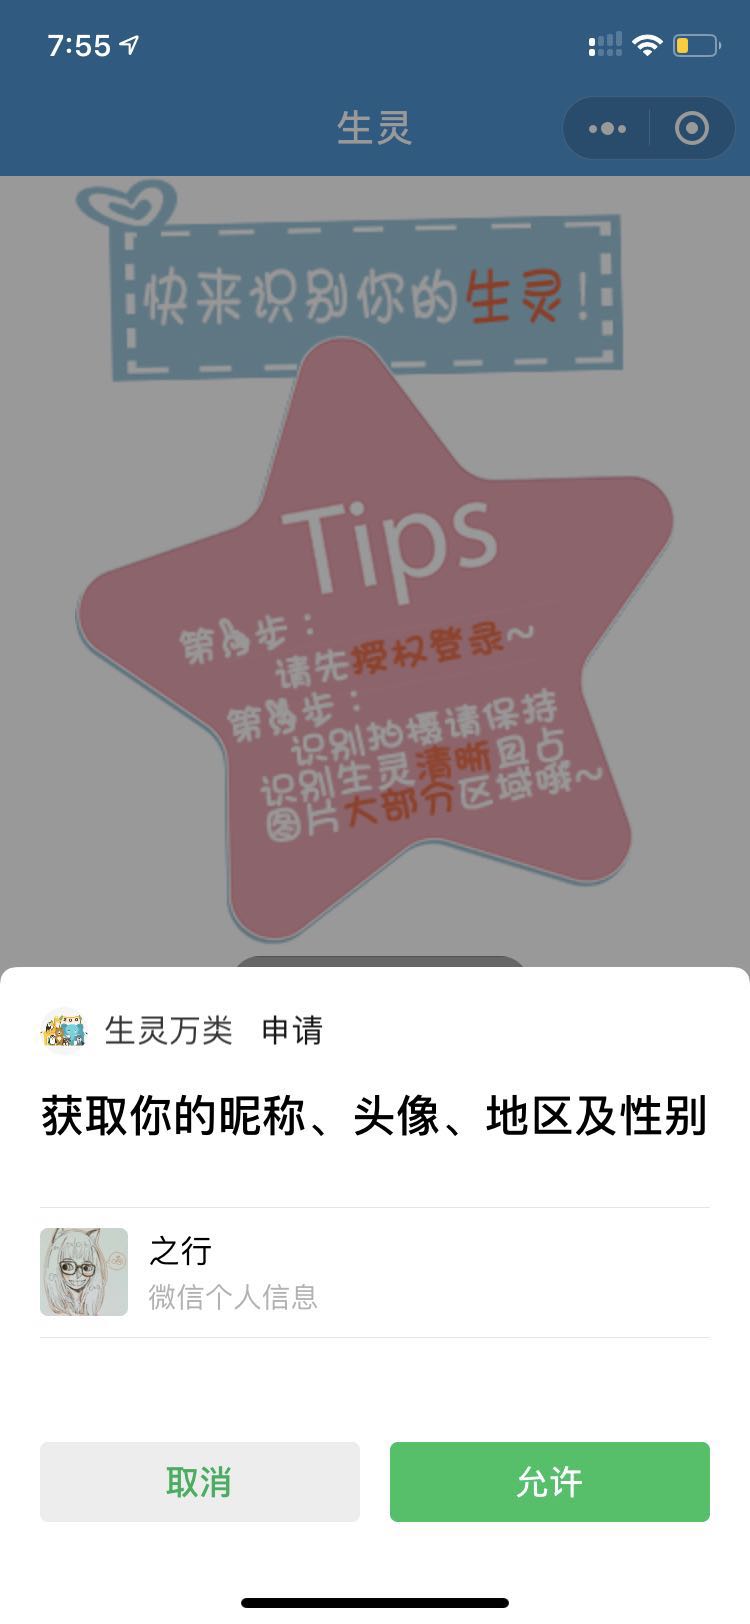 7:55
生灵
快来识别你的生灵!
Tips
第1步：
请先授权登录~
第2步：
识别拍摄请保持
识别生灵清晰且占
图片大部分区域哦~
生灵万类 申请
获取你的昵称、头像、地区及性别
之行
微信个人信息
取消 允许